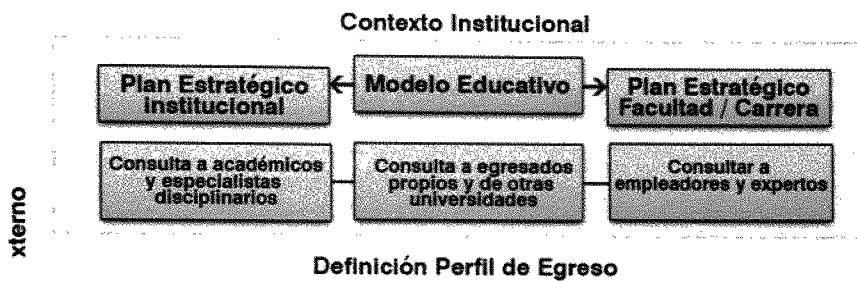 Contexto Institucional
Plan Estratégico
Institucional
Modelo Educativo
Plan Estratégico
Facultad / Carrera
Consulta a académicos
y especialistas
disciplinarios
Consulta a egresados
propios y de otras
universidades
Consultar a
empleadores y expertos
xterno
Definición Perfil de Egreso